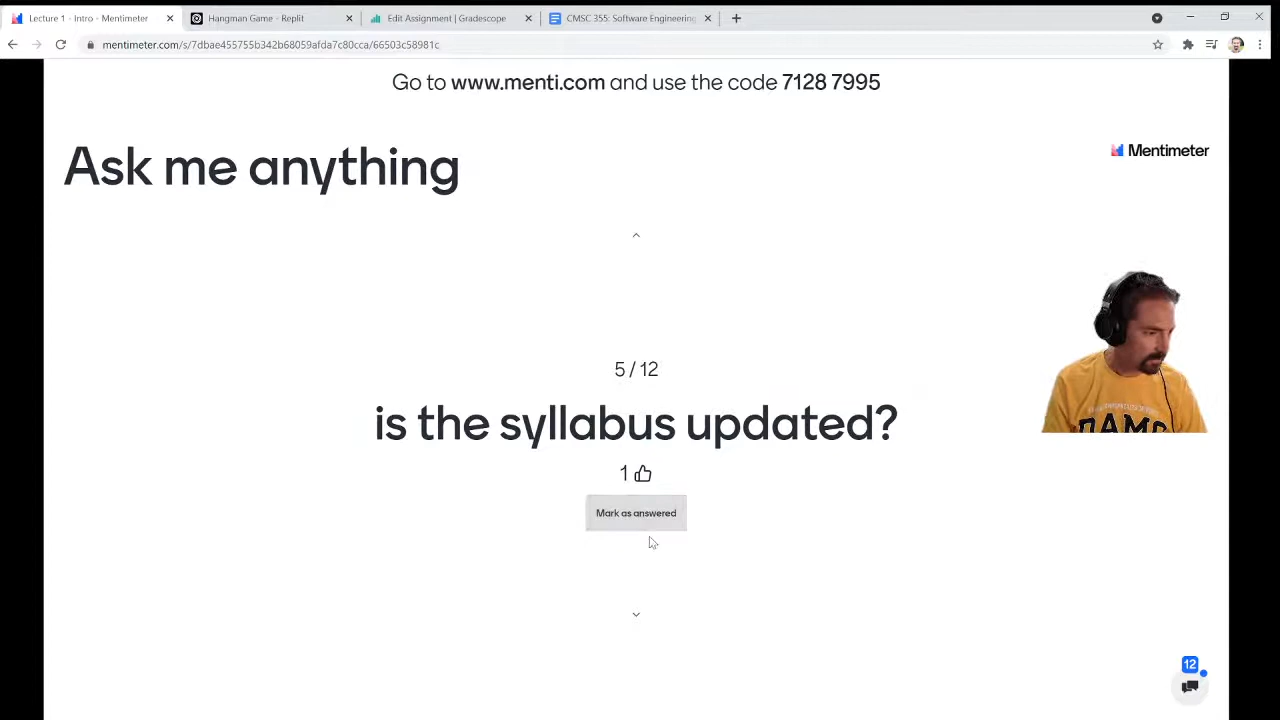 Lecture 1 - Intro - Mentimeter
Hangman Game - Replit
Edit Assignment | Gradescope
CMSC 355: Software Engineering
mentimeter.com/s/7dbae455755b342b68059afda7c80cca/66503c58981c
Go to www.menti.com and use the code 7128 7995
Ask me anything
Mentimeter
5 / 12
is the syllabus updated?
1
Mark as answered
RAMS
12